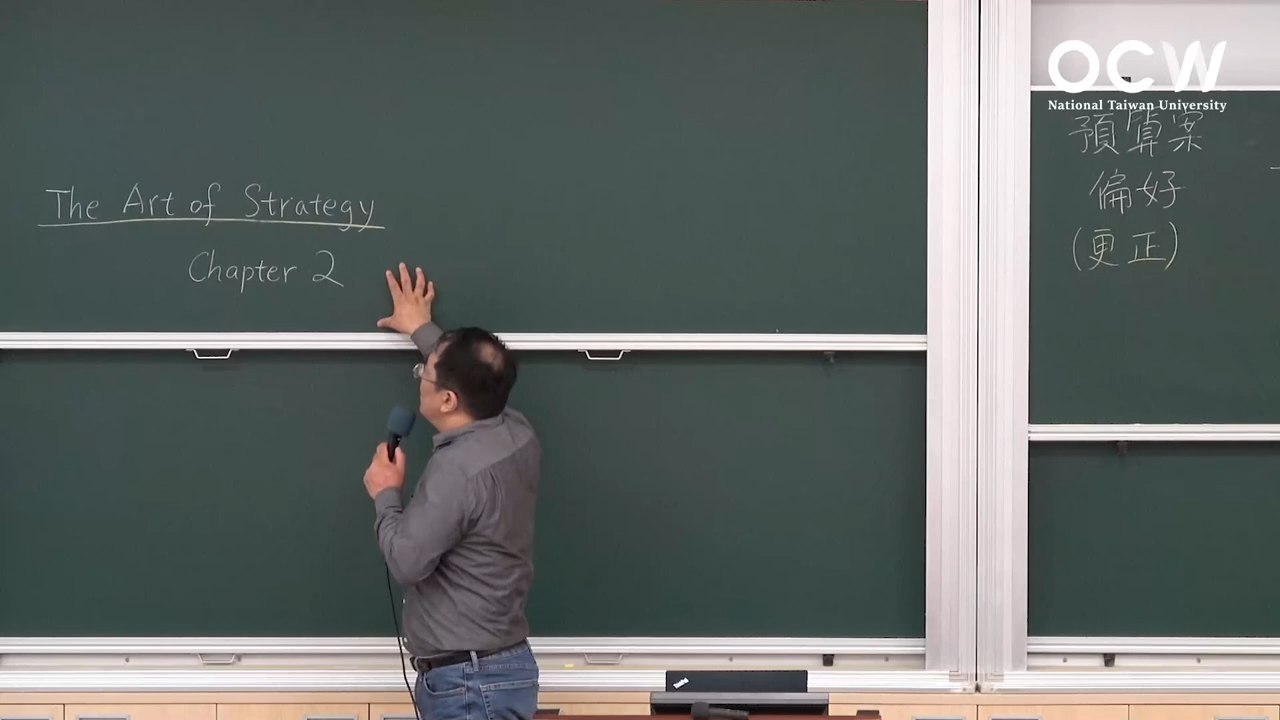 The Art of Strategy
Chapter 2
OCW
National Taiwan University
預算案
偏好
(更正)